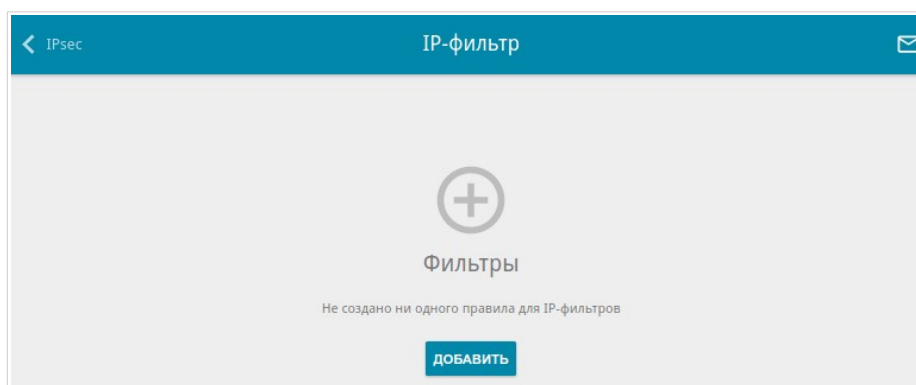 IPsec
IP-фильтр
Фильтры
Не создано ни одного правила для IP-фильтров
ДОБАВИТЬ